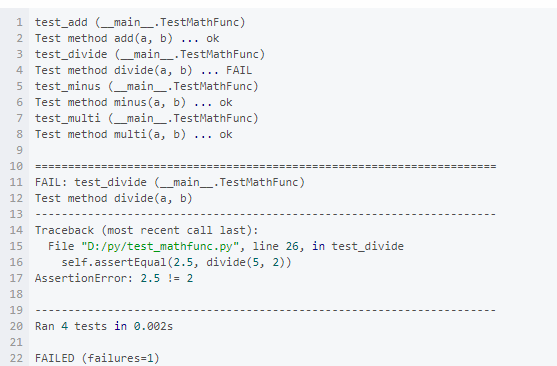 1 test_add (__main__.TestMathFunc)
2 Test method add(a, b) ... ok
3 test_divide (__main__.TestMathFunc)
4 Test method divide(a, b) ... FAIL
5 test_minus (__main__.TestMathFunc)
6 Test method minus(a, b) ... ok
7 test_multi (__main__.TestMathFunc)
8 Test method multi(a, b) ... ok
9
10 ======================================================================
11 FAIL: test_divide (__main__.TestMathFunc)
12 Test method divide(a, b)
13 ----------------------------------------------------------------------
14 Traceback (most recent call last):
15   File "D:/py/test_mathfunc.py", line 26, in test_divide
16     self.assertEqual(2.5, divide(5, 2))
17 AssertionError: 2.5 != 2
18
19 ----------------------------------------------------------------------
20 Ran 4 tests in 0.002s
21
22 FAILED (failures=1)